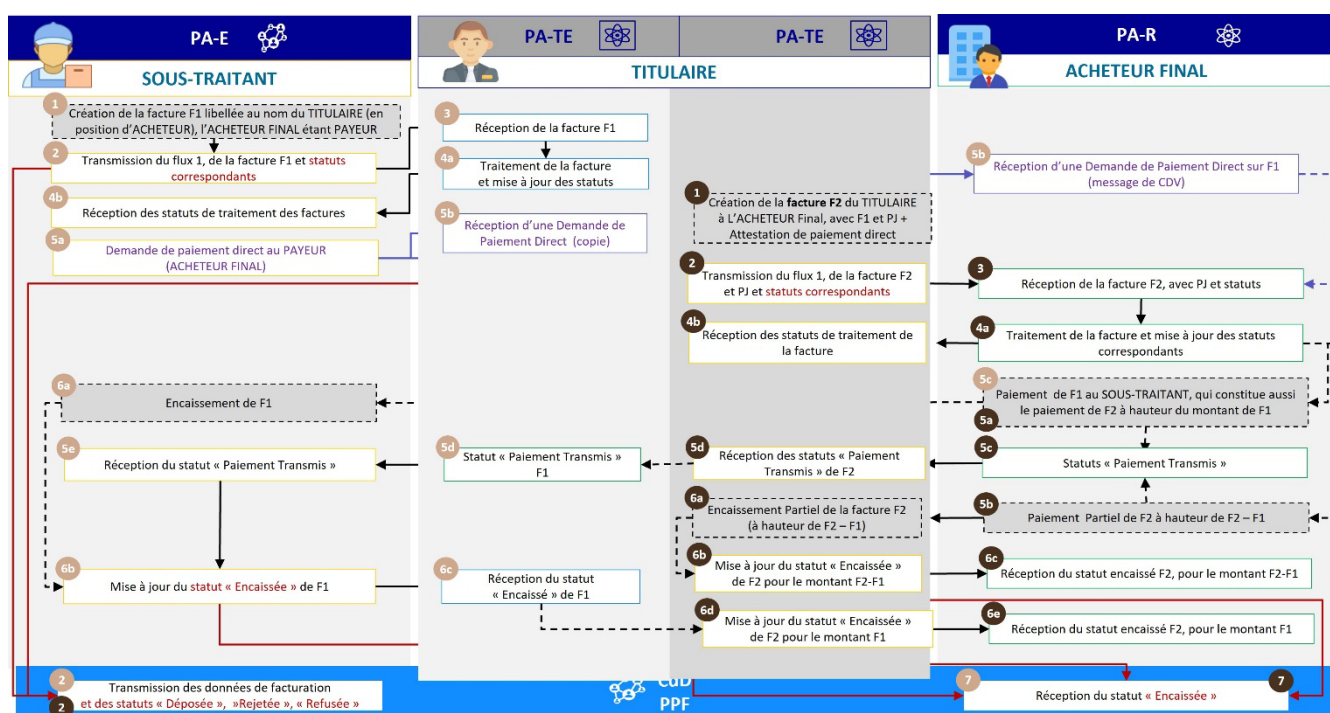 PA-E
PA-TE
PA-TE
PA-R
SOUS-TRAITANT
TITULAIRE
ACHETEUR FINAL
1
Création de la facture F1 libellée au nom du TITULAIRE (en
position d'ACHETEUR), l'ACHETEUR FINAL étant PAYEUR
2
Transmission du flux 1, de la facture F1 et statuts
correspondants
4b
Réception des statuts de traitement des factures
5a
Demande de paiement direct au PAYEUR
(ACHETEUR FINAL)
6a
Encaissement de F1
5e
Réception du statut « Paiement Transmis »
6b
Mise à jour du statut « Encaissée » de F1
3
Réception de la facture F1
4a
Traitement de la facture
et mise à jour des statuts
5b
Réception d'une Demande de
Paiement Direct (copie)
5d
Statut « Paiement Transmis »
F1
6c
Réception du statut
« Encaissé » de F1
1
Création de la facture F2 du TITULAIRE
à L'ACHETEUR Final, avec F1 et PJ +
Attestation de paiement direct
2
Transmission du flux 1, de la facture F2
et PJ et statuts correspondants
4b
Réception des statuts de traitement de
la facture
5d
Réception des statuts « Paiement
Transmis » de F2
6a
Encaissement Partiel de la facture F2
(à hauteur de F2 – F1)
6b
Mise à jour du statut « Encaissée »
de F2 pour le montant F2-F1
6d
Mise à jour du statut « Encaissée »
de F2 pour le montant F1
5b
Réception d'une Demande de Paiement Direct sur F1
(message de CDV)
3
Réception de la facture F2, avec PJ et statuts
4a
Traitement de la facture et mise à jour des statuts
correspondants
5c
Paiement de F1 au SOUS-TRAITANT, qui constitue aussi
le paiement de F2 à hauteur du montant de F1
5a
5c
Statuts « Paiement Transmis »
5b
Paiement Partiel de F2 à hauteur de F2 – F1
6c
Réception du statut encaissé F2, pour le montant F2-F1
6e
Réception du statut encaissé F2, pour le montant F1
2
Transmission des données de facturation
et des statuts « Déposée », »Rejetée », « Refusée »
2
CdD
PPF
7
Réception du statut « Encaissée »
7